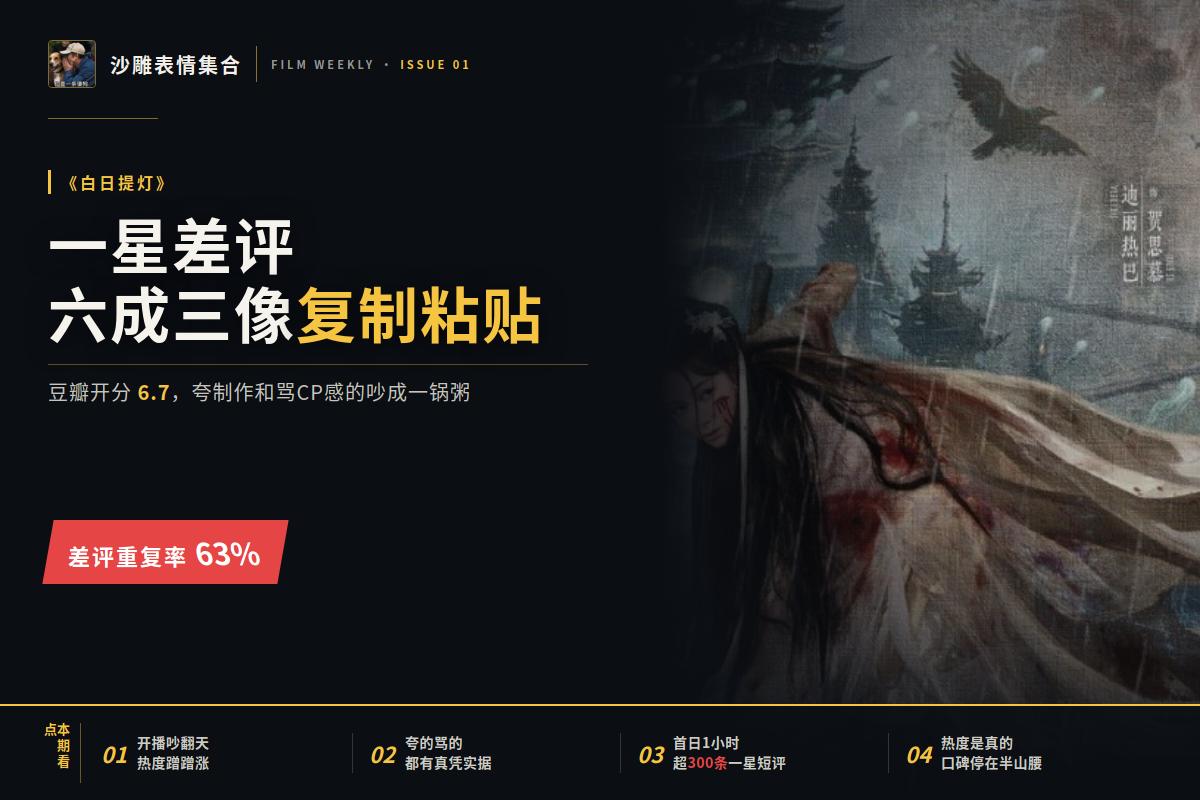 沙雕表情集合
FILM WEEKLY · ISSUE 01
《白日提灯》
一星差评
六成三像复制粘贴
豆瓣开分 6.7，夸制作和骂CP感的吵成一锅粥
差评重复率 63%
饰 贺思慕
迪丽热巴
本期看点
01
开播吵翻天
热度蹭蹭涨
02
夸的骂的
都有真凭实据
03
首日1小时
超300条一星短评
04
热度是真的
口碑停在半山腰